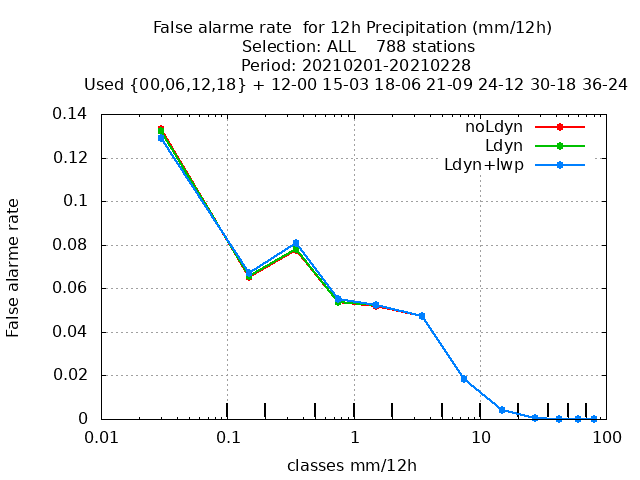 False alarme rate  for 12h Precipitation (mm/12h)
Selection: ALL    788 stations
Period: 20210201-20210228
Used {00,06,12,18} + 12-00 15-03 18-06 21-09 24-12 30-18 36-24
noLdyn
Ldyn
Ldyn+lwp
0.14
0.12
0.1
0.08
0.06
0.04
0.02
0
False alarme rate
0.01 0.1 1 10 100
classes mm/12h